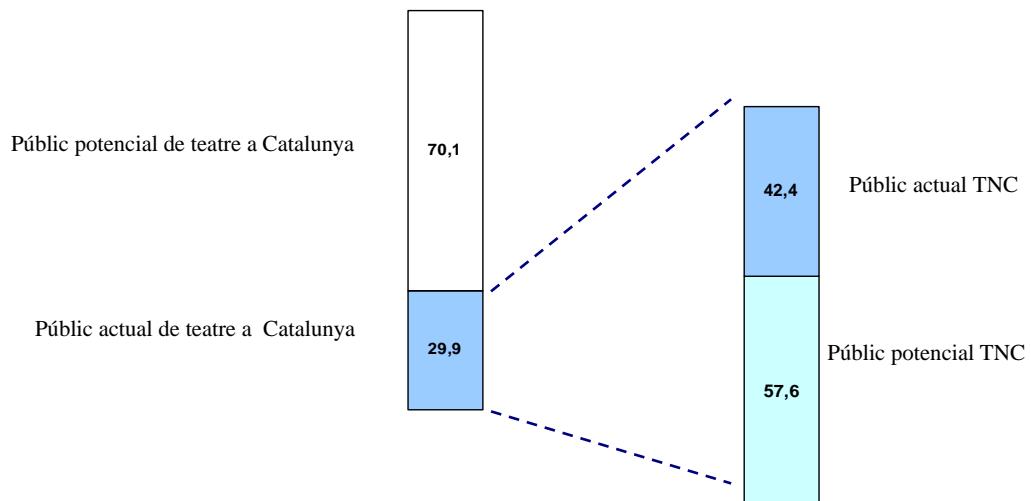 Públic potencial de teatre a Catalunya
70,1
42,4
Públic actual TNC
Públic actual de teatre a Catalunya
29,9
Públic potencial TNC
57,6